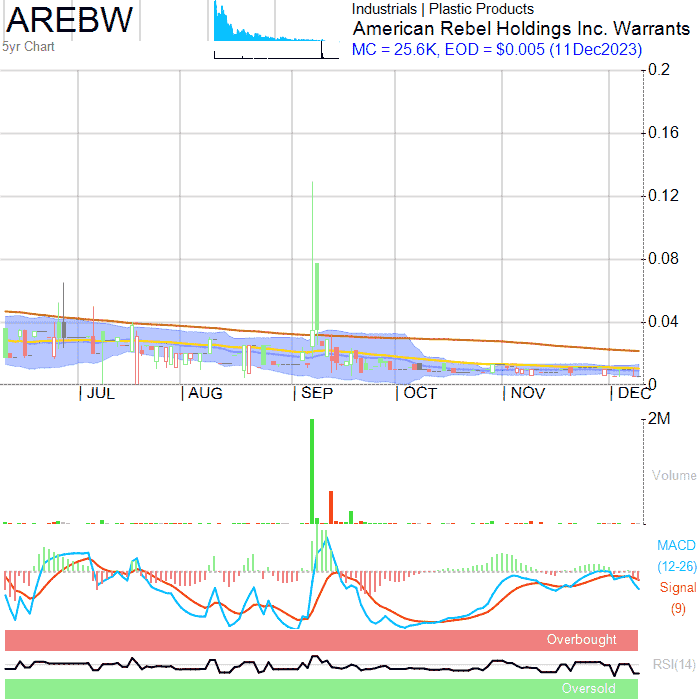 AREBW
5yr Chart
Industrials | Plastic Products
American Rebel Holdings Inc. Warrants
MC = 25.6K, EOD = $0.005 (11Dec2023)
0.2
0.16
0.12
0.08
0.04
0
JUL AUG SEP OCT NOV DEC
2M
Volume
MACD
(12-26)
Signal
(9)
Overbought
RSI(14)
Oversold